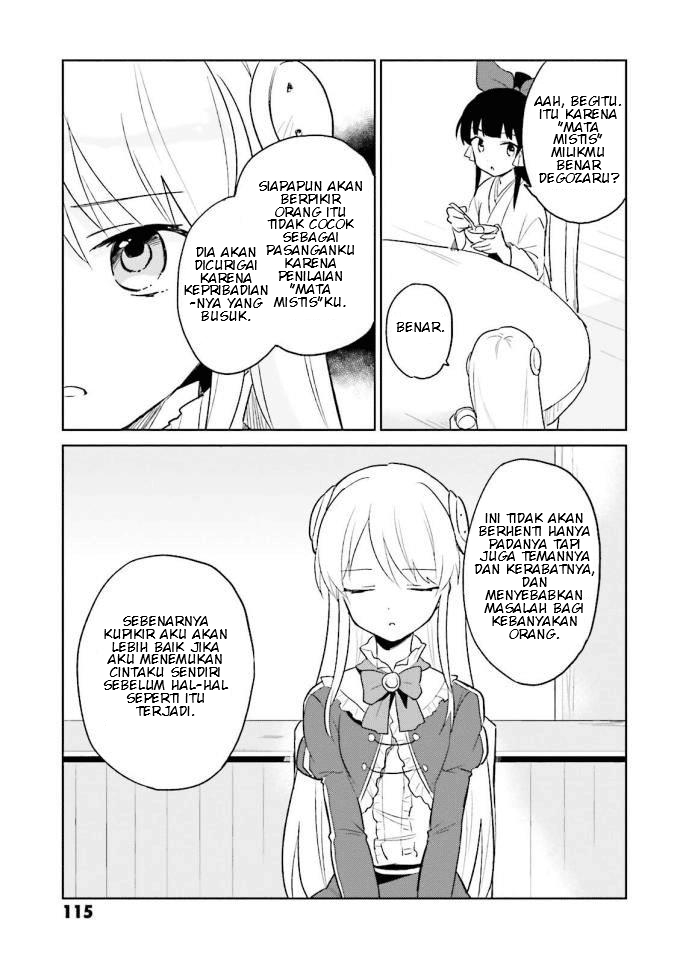 AAH, BEGITU.
ITU KARENA
"MATA
MISTIS"
MILIKMU
BENAR
DEGOZARU?
BENAR.
SIAPAPUN AKAN
BERPIKIR
ORANG ITU
TIDAK COCOK
SEBAGAI
PASANGANKU
KARENA
PENILAIAN
"MATA
MISTIS"KU.
DIA AKAN
DICURIGAI
KARENA
KEPRIBADIAN
-NYA YANG
BUSUK.
INI TIDAK AKAN
BERHENTI HANYA
PADANYA TAPI
JUGA TEMANNYA
DAN KERABATNYA,
DAN
MENYEBABKAN
MASALAH BAGI
KEBANYAKAN
ORANG.
SEBENARNYA
KUPIKIR AKU AKAN
LEBIH BAIK JIKA
AKU MENEMUKAN
CINTAKU SENDIRI
SEBELUM HAL-HAL
SEPERTI ITU
TERJADI.
115